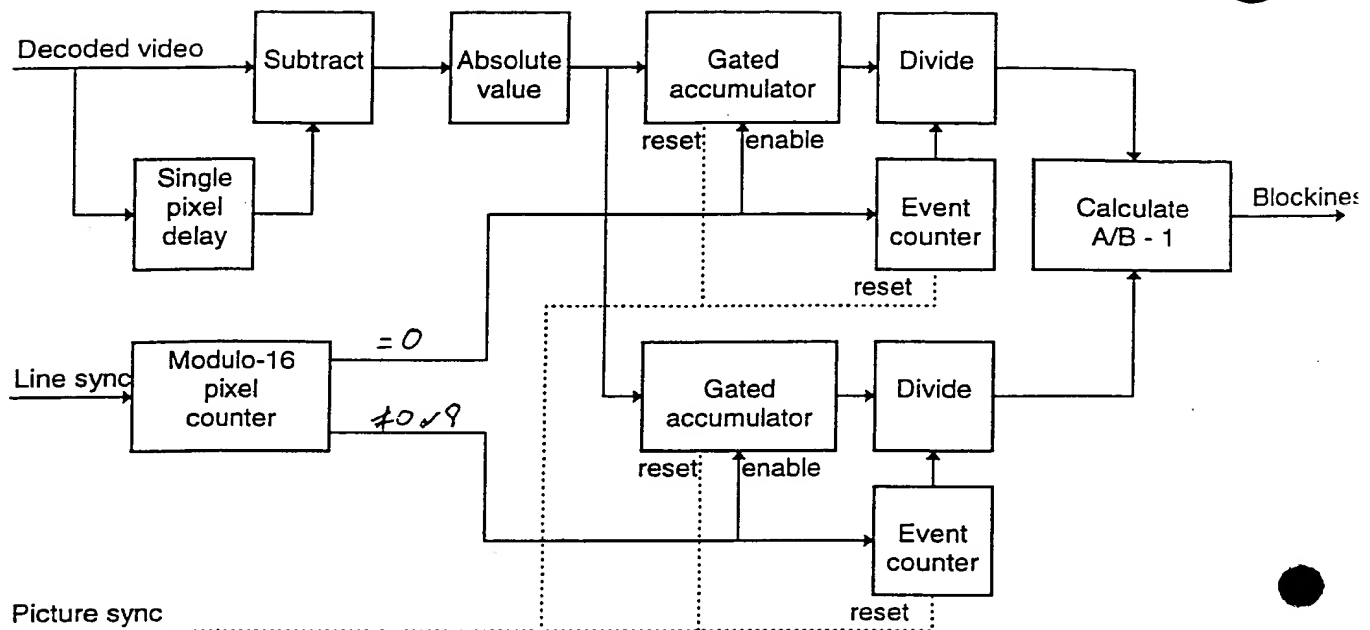 Decoded video
Subtract
Absolute
value
Gated
accumulator
Divide
reset
enable
Single
pixel
delay
Event
counter
Calculate
A/B - 1
Blockines
reset
= 0
Line sync
Modulo-16
pixel
counter
Gated
accumulator
Divide
≠0
reset
enable
Event
counter
Picture sync
reset